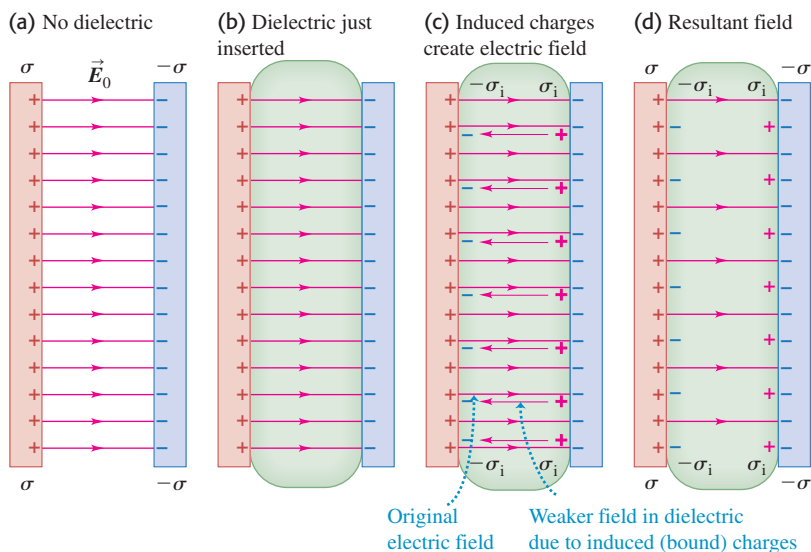 (a) No dielectric
σ
E⃗₀
−σ
σ
−σ
(b) Dielectric just
inserted
(c) Induced charges
create electric field
−σᵢ
σᵢ
−σᵢ
σᵢ
Original
electric field
Weaker field in dielectric
due to induced (bound) charges
(d) Resultant field
σ
−σᵢ
σᵢ
−σ
σ
−σᵢ
σᵢ
−σ